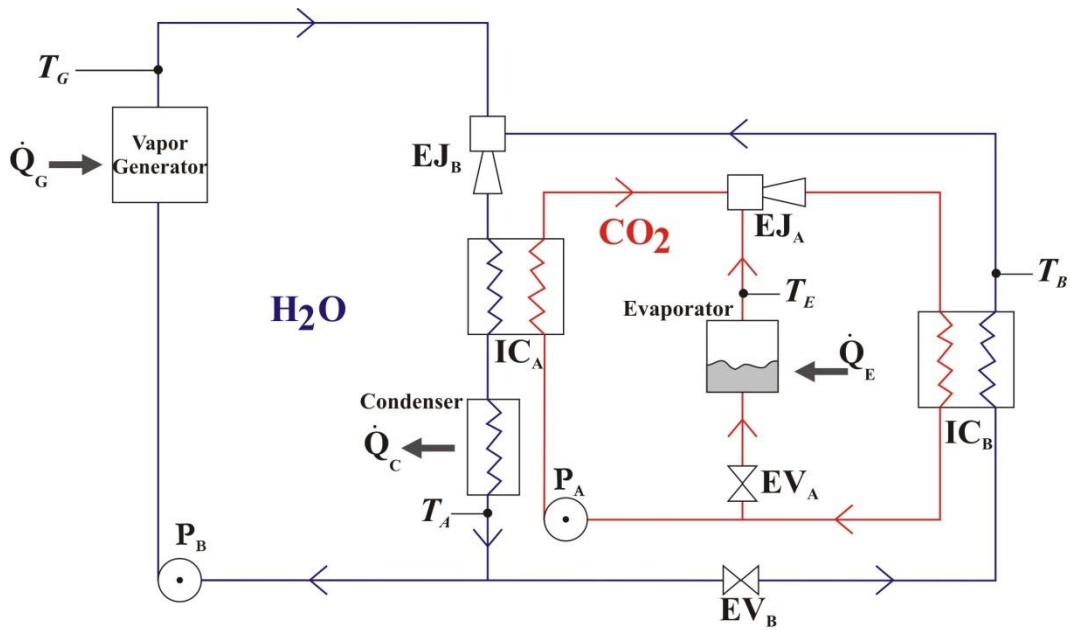 T_G
Vapor
Generator
Q̇_G
EJ_B
CO₂
EJ_A
H₂O
T_B
T_E
Evaporator
IC_A
Q̇_E
Condenser
Q̇_C
IC_B
P_A
EV_A
T_A
P_B
EV_B